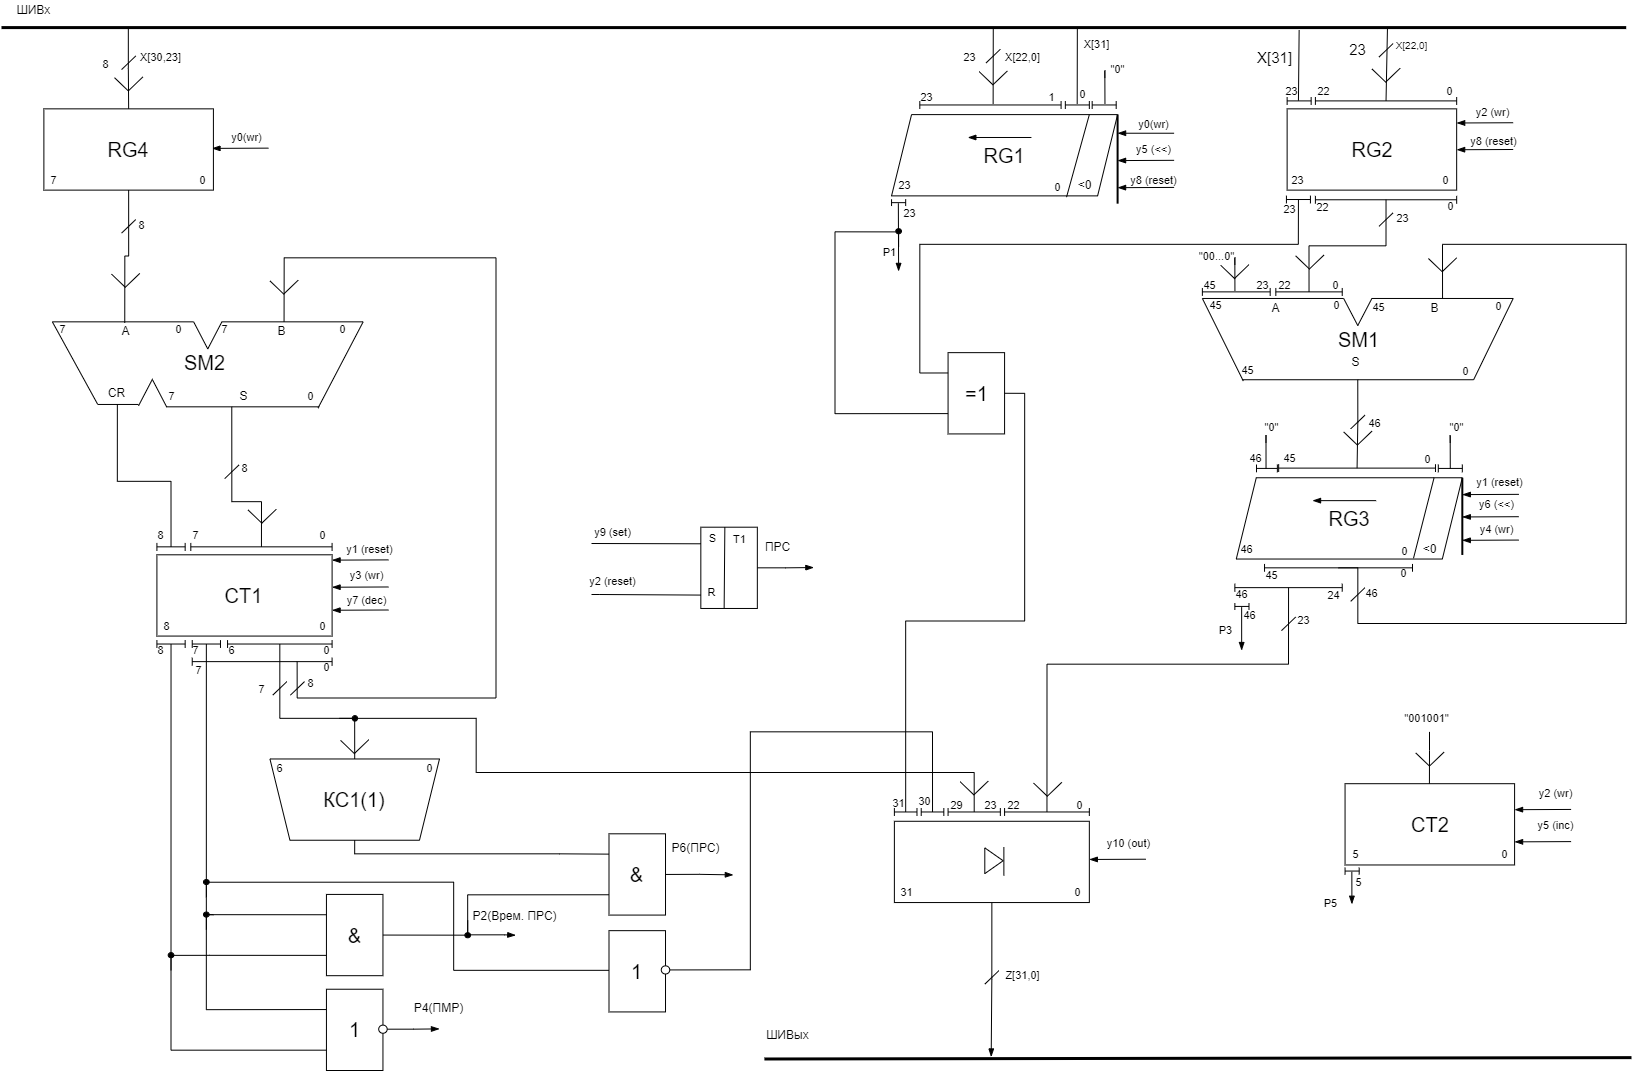 ШИВх
8
X[30,23]
23
X[22,0]
X[31]
"0"
X[31]
23
X[22,0]
23
1
0
23
22
0
RG4
7
0
y0(wr)
RG1
23
0
<0
y0(wr)
y5 (<<)
y8 (reset)
RG2
23
0
y2 (wr)
y8 (reset)
23
P1
23
22
0
23
8
"00...0"
45
23
22
0
7
A
0
7
B
0
SM2
CR
7
S
0
45
A
0
45
B
0
SM1
S
45
0
=1
46
"0"
"0"
8
46
45
0
RG3
46
0
<0
y1 (reset)
y6 (<<)
y4 (wr)
8
7
0
CT1
8
0
y1 (reset)
y3 (wr)
y7 (dec)
y9 (set)
y2 (reset)
S
T1
R
ПРС
45
0
46
24
46
46
P3
23
8
7
6
0
7
0
7
8
6
0
КС1(1)
31
30
29
23
22
0
31
0
y10 (out)
"001001"
CT2
5
0
y2 (wr)
y5 (inc)
5
P5
&
P6(ПРС)
&
P2(Врем. ПРС)
1
1
P4(ПМР)
Z[31,0]
ШИВых